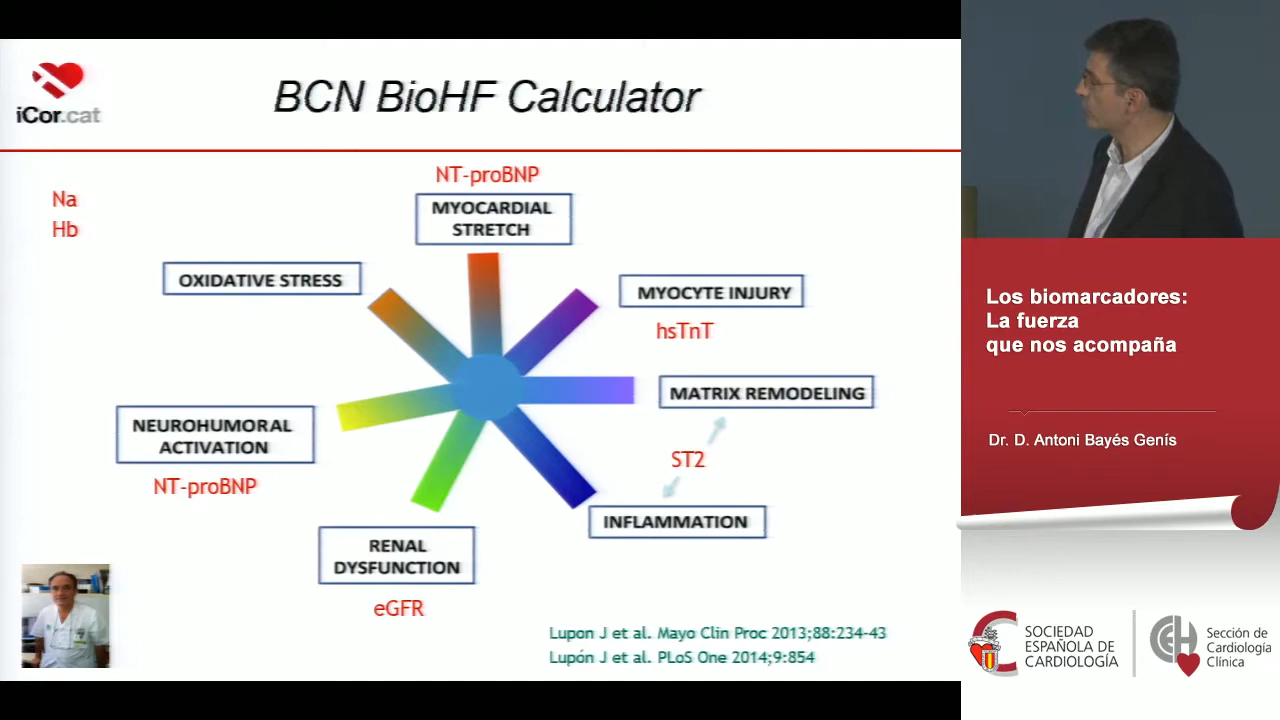 iCor.cat
BCN BioHF Calculator
Na
Hb
NT-proBNP
MYOCARDIAL
STRETCH
OXIDATIVE STRESS
MYOCYTE INJURY
hsTnT
MATRIX REMODELING
NEUROHUMORAL
ACTIVATION
NT-proBNP
ST2
INFLAMMATION
RENAL
DYSFUNCTION
eGFR
Lupon J et al. Mayo Clin Proc 2013;88:234-43
Lupón J et al. PLoS One 2014;9:854
Los biomarcadores:
La fuerza
que nos acompaña
Dr. D. Antoni Bayés Genís
SOCIEDAD
ESPAÑOLA DE
CARDIOLOGÍA
Sección de
Cardiología
Clínica